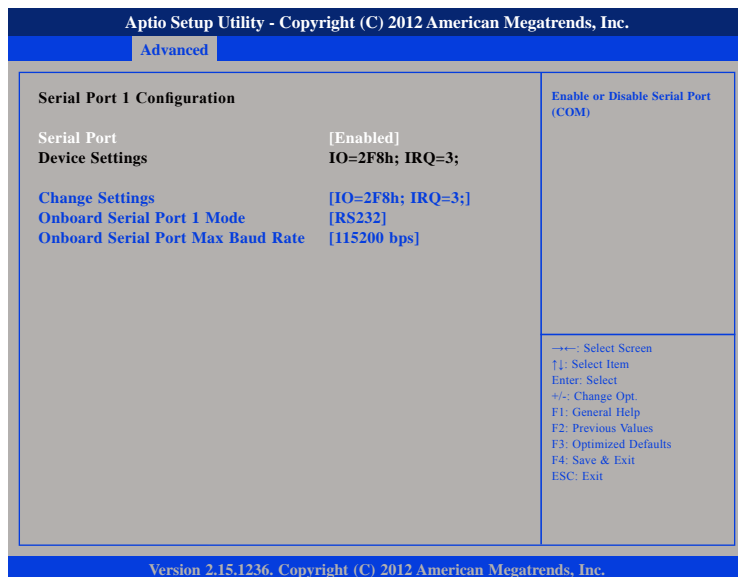 Aptio Setup Utility - Copyright (C) 2012 American Megatrends, Inc.
Advanced
Serial Port 1 Configuration
Serial Port [Enabled]
Device Settings IO=2F8h; IRQ=3;
Change Settings [IO=2F8h; IRQ=3;]
Onboard Serial Port 1 Mode [RS232]
Onboard Serial Port Max Baud Rate [115200 bps]
Enable or Disable Serial Port
(COM)
→←: Select Screen
↑↓: Select Item
Enter: Select
+/-: Change Opt.
F1: General Help
F2: Previous Values
F3: Optimized Defaults
F4: Save & Exit
ESC: Exit
Version 2.15.1236. Copyright (C) 2012 American Megatrends, Inc.